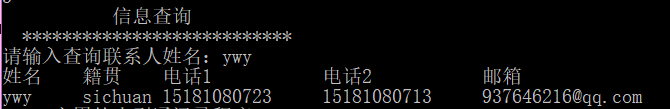 信息查询
***************************
请输入查询联系人姓名：ywy
姓名 籍贯 电话1 电话2 邮箱
ywy sichuan 15181080723 15181080713 937646216@qq.com